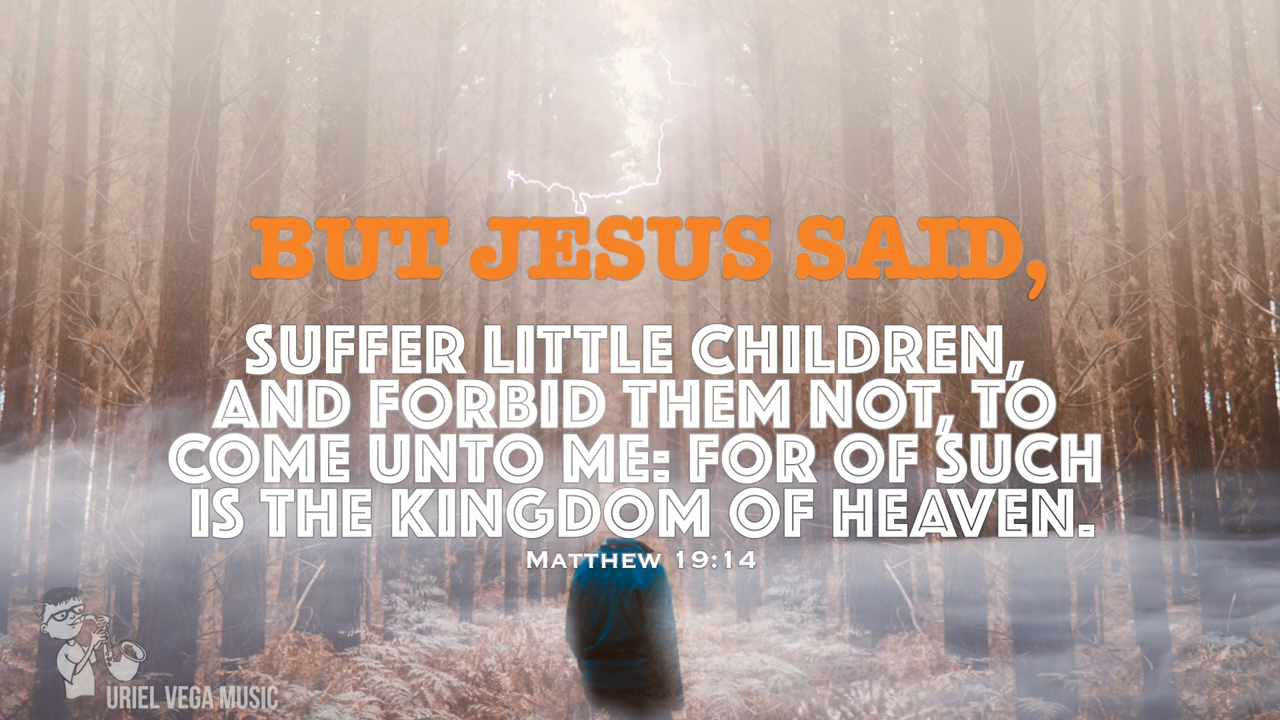 BUT JESUS SAID,
SUFFER LITTLE CHILDREN,
AND FORBID THEM NOT, TO
COME UNTO ME: FOR OF SUCH
IS THE KINGDOM OF HEAVEN.
MATTHEW 19:14
URIEL VEGA MUSIC